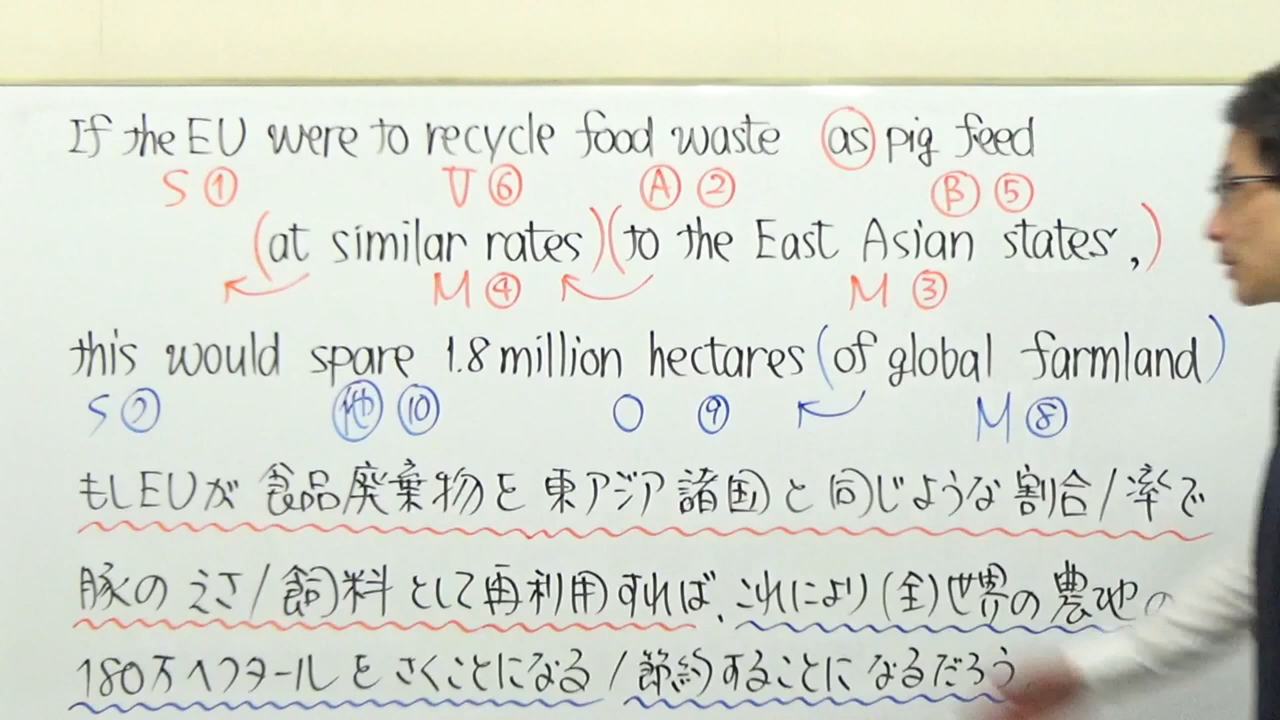 If the EU were to recycle food waste as pig feed
S ① V ⑥ Ⓐ ② Ⓑ ⑤
(at similar rates)(to the East Asian states,)
M ④ M ③
this would spare 1.8 million hectares (of global farmland)
S ⑦ 他 ⑩ O ⑨ M ⑧
もしEUが 食品廃棄物を東アジア諸国と同じような割合/率で
豚のえさ/飼料として再利用すれば、これにより(全)世界の農地の
180万ヘクタールをさくことになる/節約することになるだろう